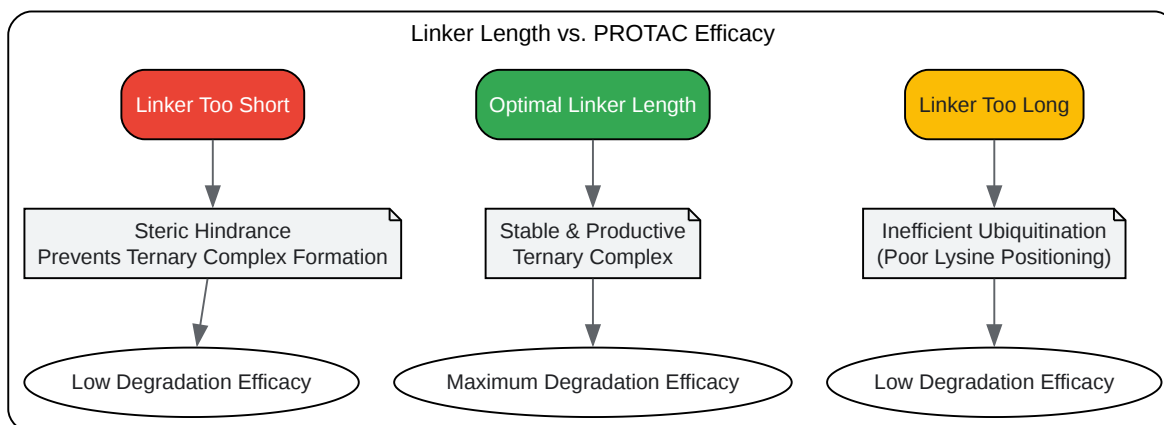 Linker Length vs. PROTAC Efficacy
Linker Too Short
Optimal Linker Length
Linker Too Long
Steric Hindrance
Prevents Ternary Complex Formation
Stable & Productive
Ternary Complex
Inefficient Ubiquitination
(Poor Lysine Positioning)
Low Degradation Efficacy
Maximum Degradation Efficacy
Low Degradation Efficacy